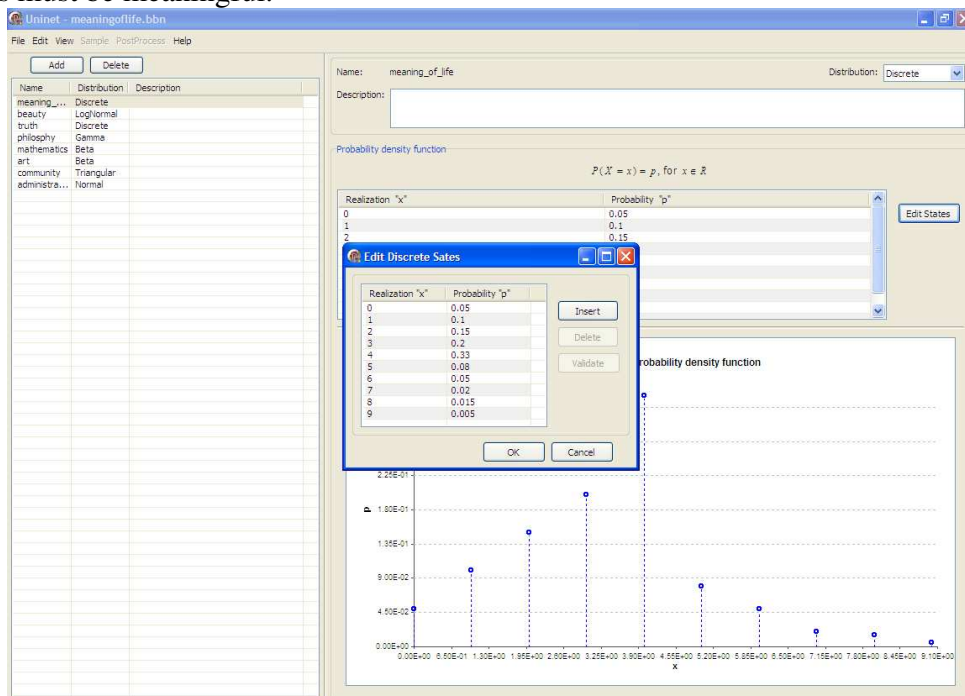 s must be meaningful.
Uninet - meaningoflife.bbn
File Edit View Sample PostProcess Help
Add Delete
Name Distribution Description
meaning_... Discrete
beauty LogNormal
truth Discrete
philosphy Gamma
mathematics Beta
art Beta
community Triangular
administra... Normal
Name: meaning_of_life Distribution: Discrete
Description:
Probability density function
P(X = x) = p, for x ∈ R
Realization "x" Probability "p"
0 0.05
1 0.1
2 0.15
Edit States
Edit Discrete Sates
Realization "x" Probability "p"
0 0.05
1 0.1
2 0.15
3 0.2
4 0.33
5 0.08
6 0.05
7 0.02
8 0.015
9 0.005
Insert
Delete
Validate
OK Cancel
robability density function
2.25E-01
p 1.80E-01
1.35E-01
9.00E-02
4.50E-02
0.00E+00
0.00E+00 6.50E-01 1.30E+00 1.95E+00 2.60E+00 3.25E+00 3.90E+00 4.55E+00 5.20E+00 5.85E+00 6.50E+00 7.15E+00 7.80E+00 8.45E+00 9.10E+00
x